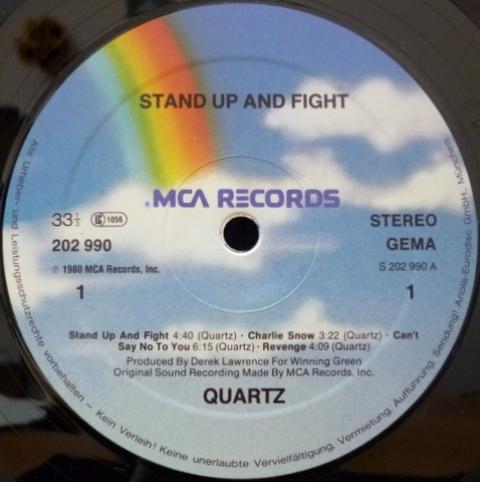 STAND UP AND FIGHT
MCA RECORDS
33⅓ LC 1056
STEREO
202 990
GEMA
℗ 1980 MCA Records, Inc.
S 202 990 A
1
1
Stand Up And Fight 4:40 (Quartz) · Charlie Snow 3:22 (Quartz) · Can't
Say No To You 6:15 (Quartz) · Revenge 4:09 (Quartz)
Produced By Derek Lawrence For Winning Green
Original Sound Recording Made By MCA Records, Inc.
QUARTZ
Alle Urheber- und Leistungsschutzrechte vorbehalten – Kein Verleih! Keine unerlaubte Vervielfältigung, Vermietung, Aufführung, Sendung! Ariola-Eurodisc GmbH, München